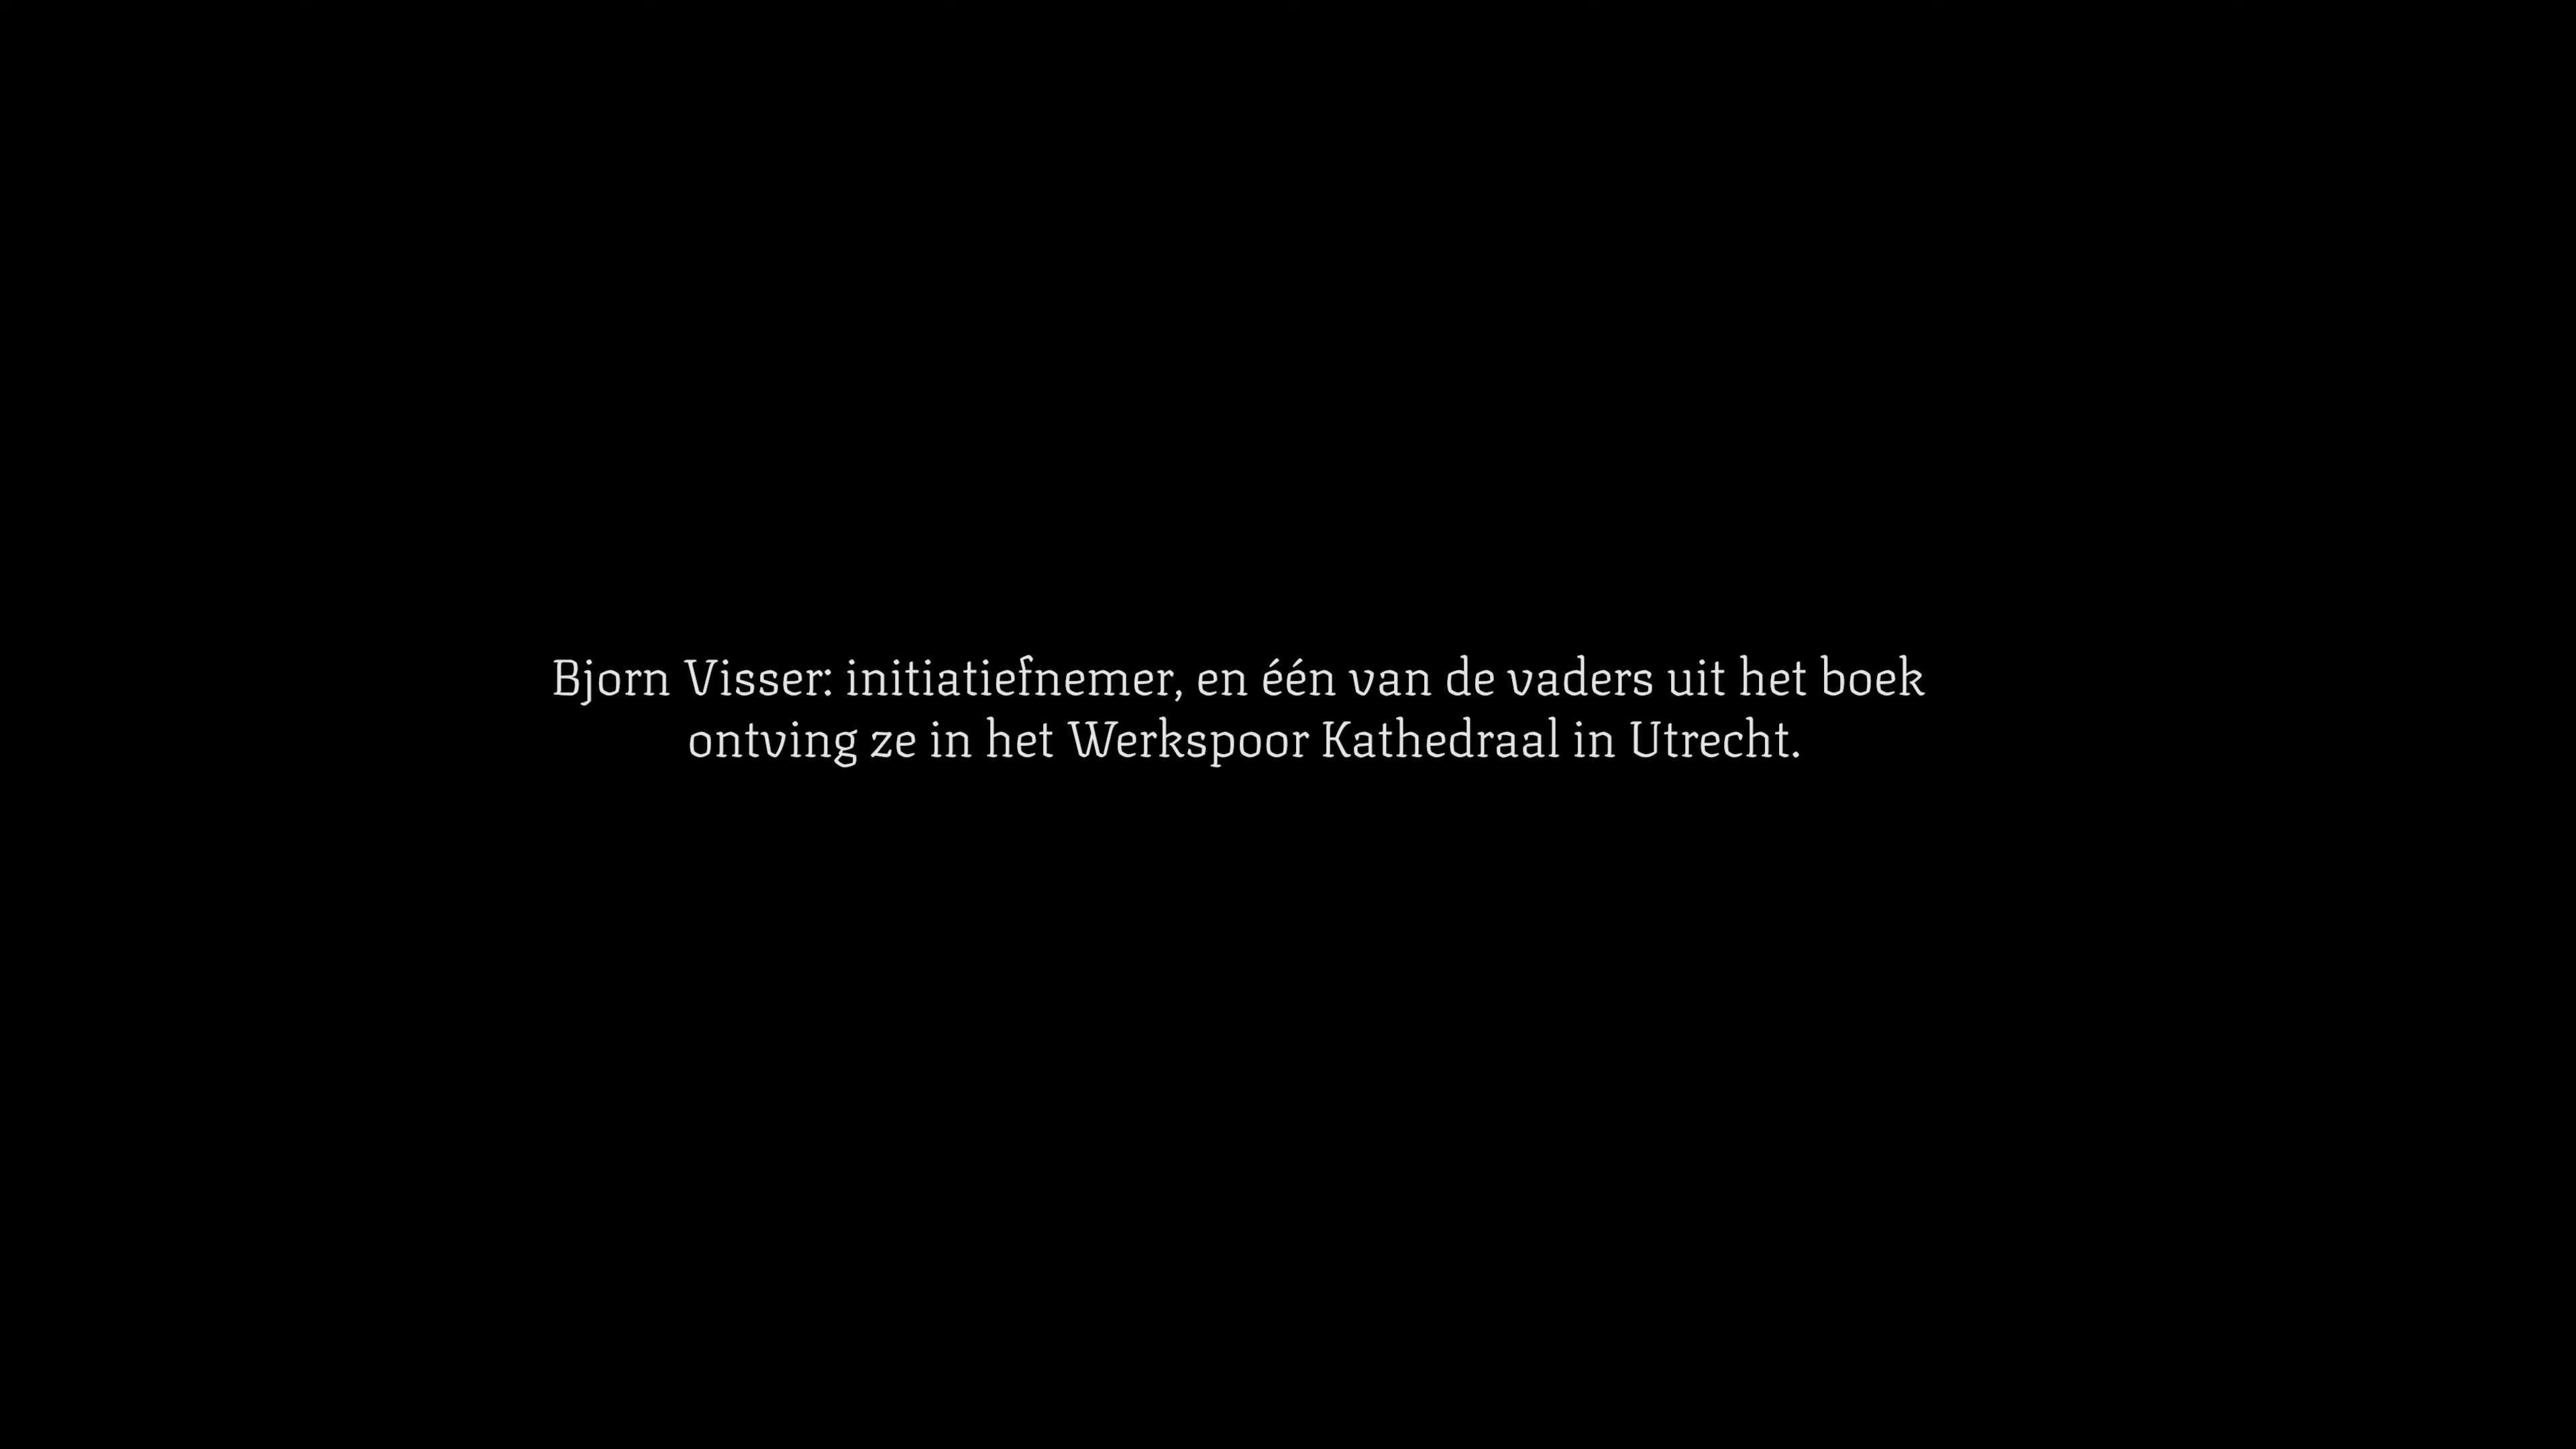 Bjorn Visser: initiatiefnemer, en één van de vaders uit het boek
ontving ze in het Werkspoor Kathedraal in Utrecht.